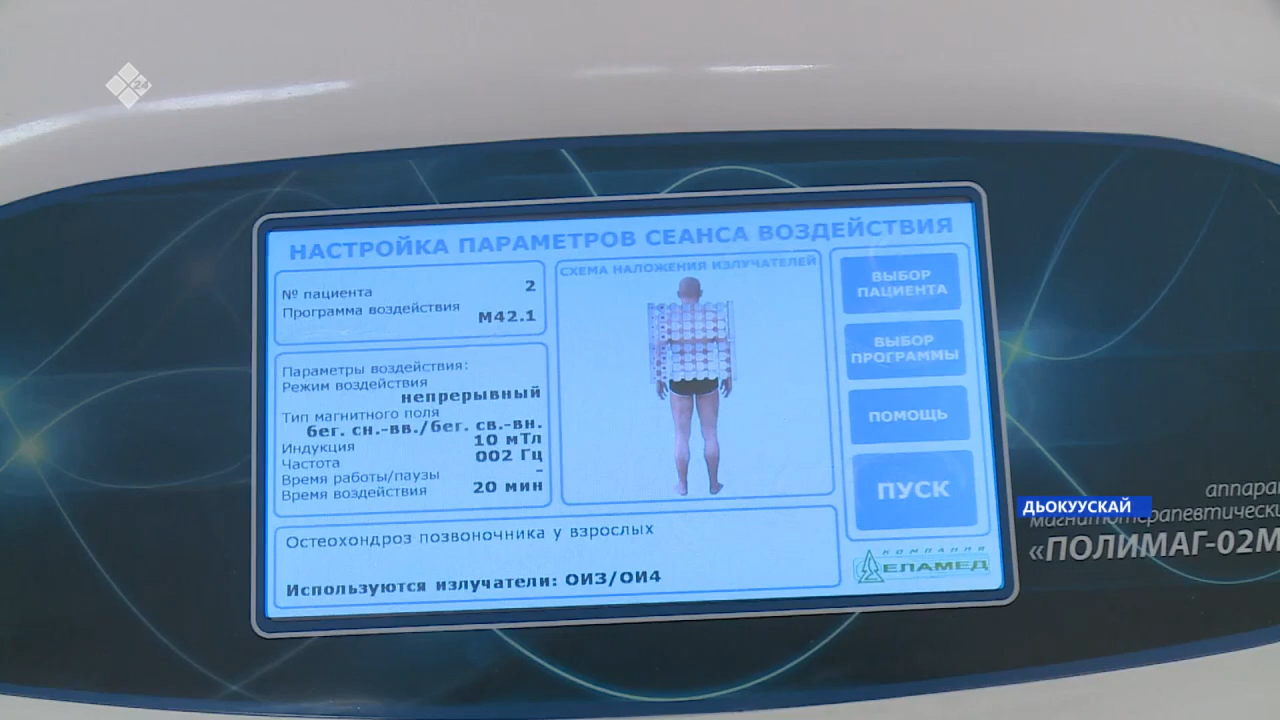 24
НАСТРОЙКА ПАРАМЕТРОВ СЕАНСА ВОЗДЕЙСТВИЯ
№ пациента 2
Программа воздействия М42.1
Параметры воздействия:
Режим воздействия
непрерывный
Тип магнитного поля
бег. сн.-вв./бег. св.-вн.
Индукция 10 мТл
Частота 002 Гц
Время работы/паузы -
Время воздействия 20 мин
СХЕМА НАЛОЖЕНИЯ ИЗЛУЧАТЕЛЕЙ
ВЫБОР
ПАЦИЕНТА
ВЫБОР
ПРОГРАММЫ
ПОМОЩЬ
ПУСК
Остеохондроз позвоночника у взрослых
Используются излучатели: ОИ3/ОИ4
КОМПАНИЯ
ЕЛАМЕД
ДЬОКУУСКАЙ
аппарат
магнитотерапевтически
«ПОЛИМАГ-02М